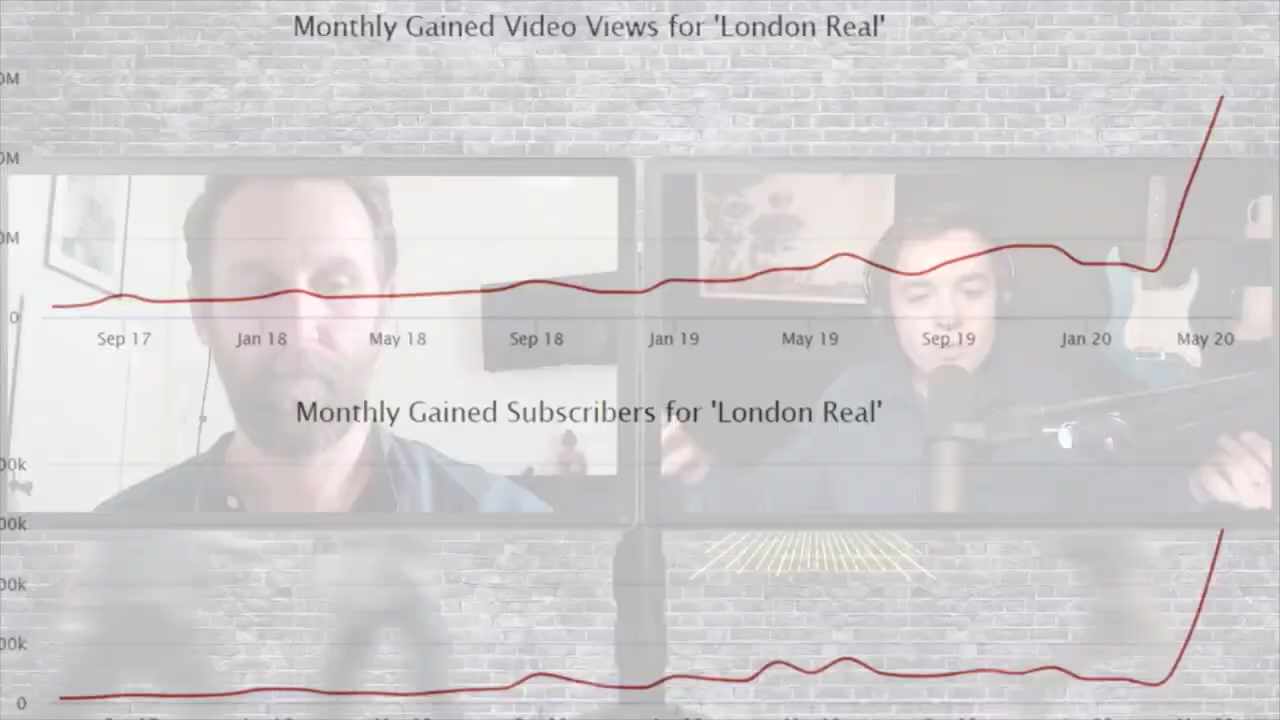 Monthly Gained Video Views for 'London Real'
0M
0M
0M
0
Sep 17 Jan 18 May 18 Sep 18 Jan 19 May 19 Sep 19 Jan 20 May 20
Monthly Gained Subscribers for 'London Real'
00k
00k
00k
00k
0